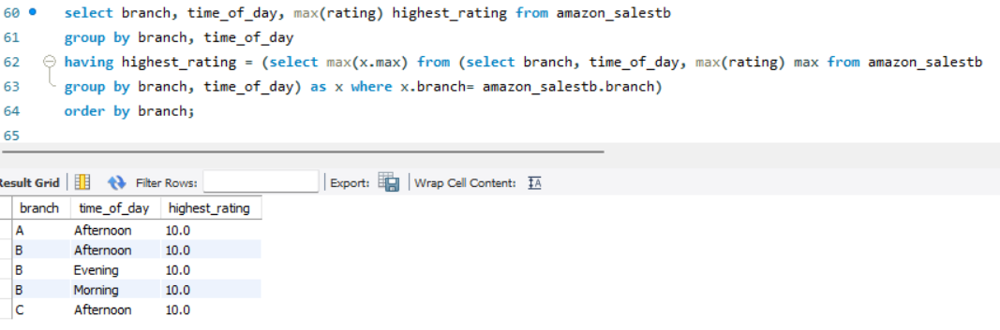 60 select branch, time_of_day, max(rating) highest_rating from amazon_salestb
61 group by branch, time_of_day
62 having highest_rating = (select max(x.max) from (select branch, time_of_day, max(rating) max from amazon_salestb
63 group by branch, time_of_day) as x where x.branch= amazon_salestb.branch)
64 order by branch;
65
Result Grid Filter Rows: Export: Wrap Cell Content: IA
branch time_of_day highest_rating
A Afternoon 10.0
B Afternoon 10.0
B Evening 10.0
B Morning 10.0
C Afternoon 10.0